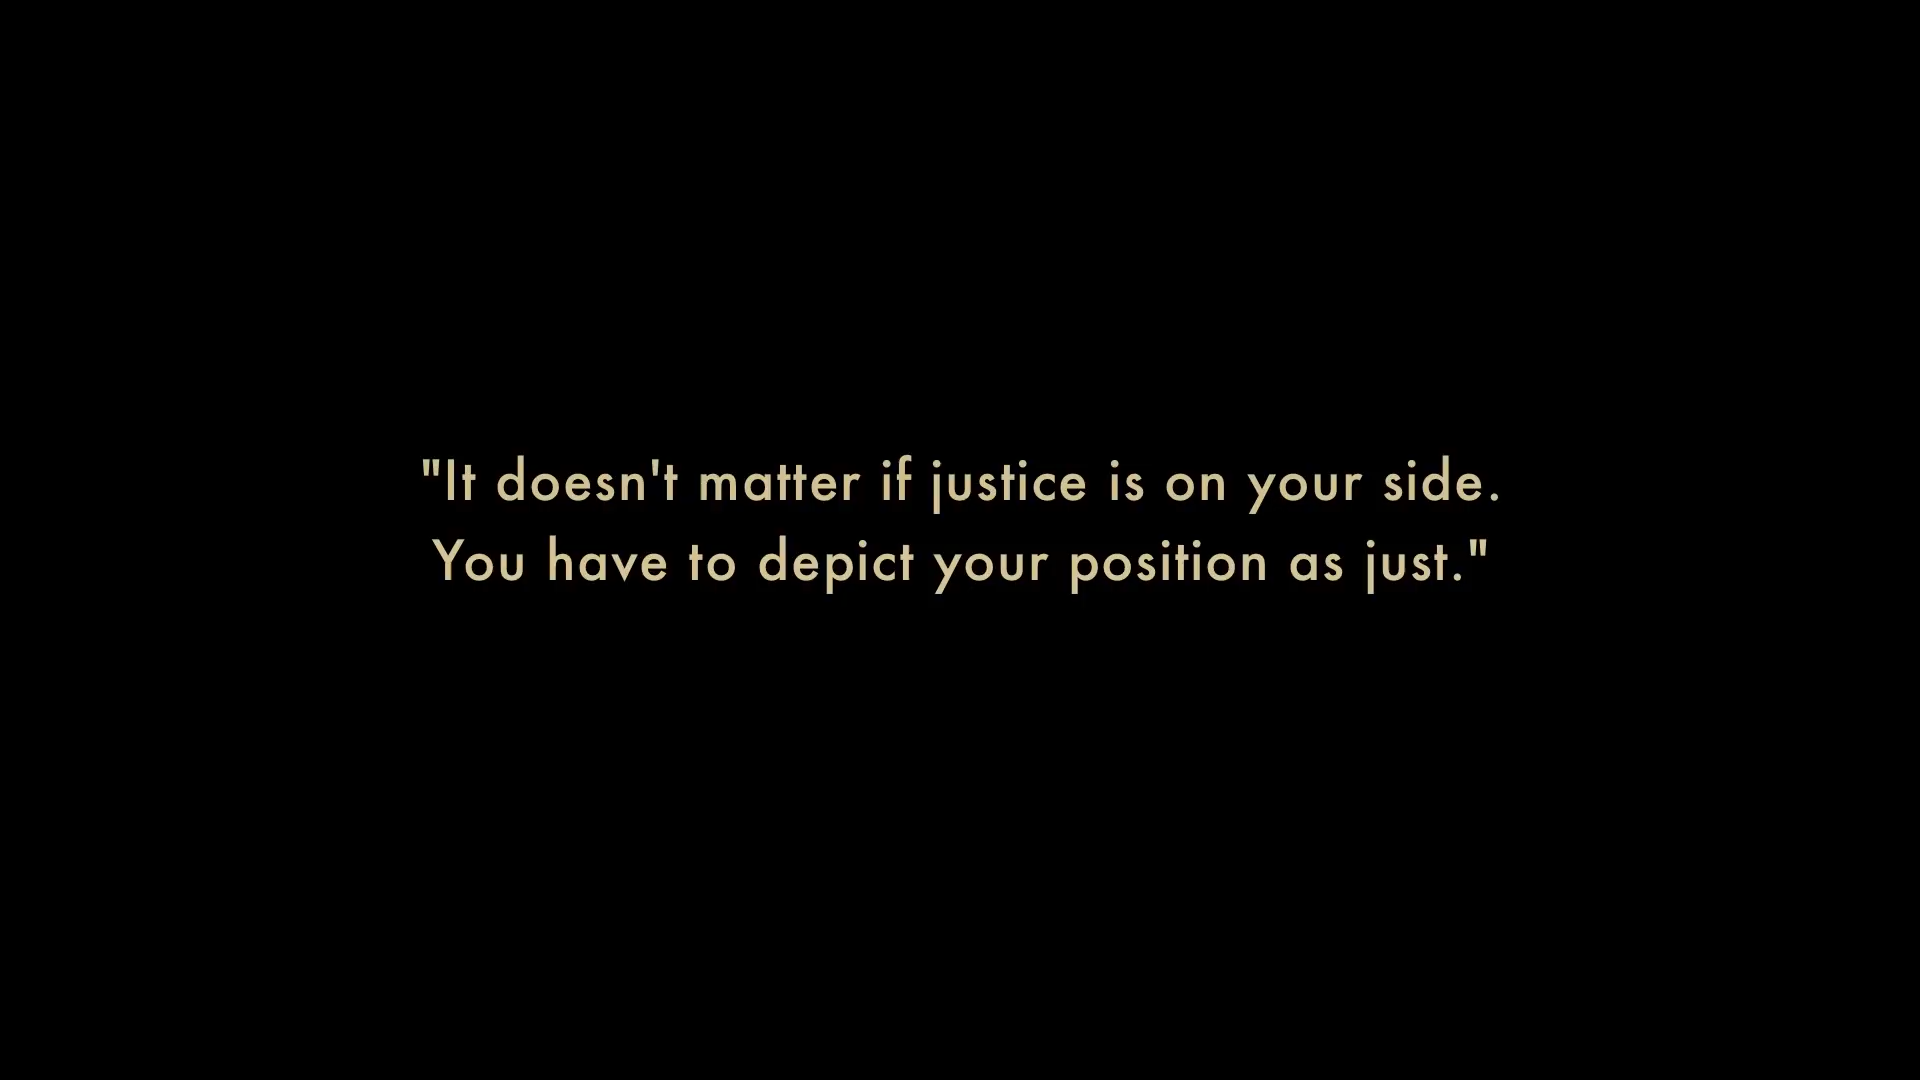 "It doesn't matter if justice is on your side.
You have to depict your position as just."